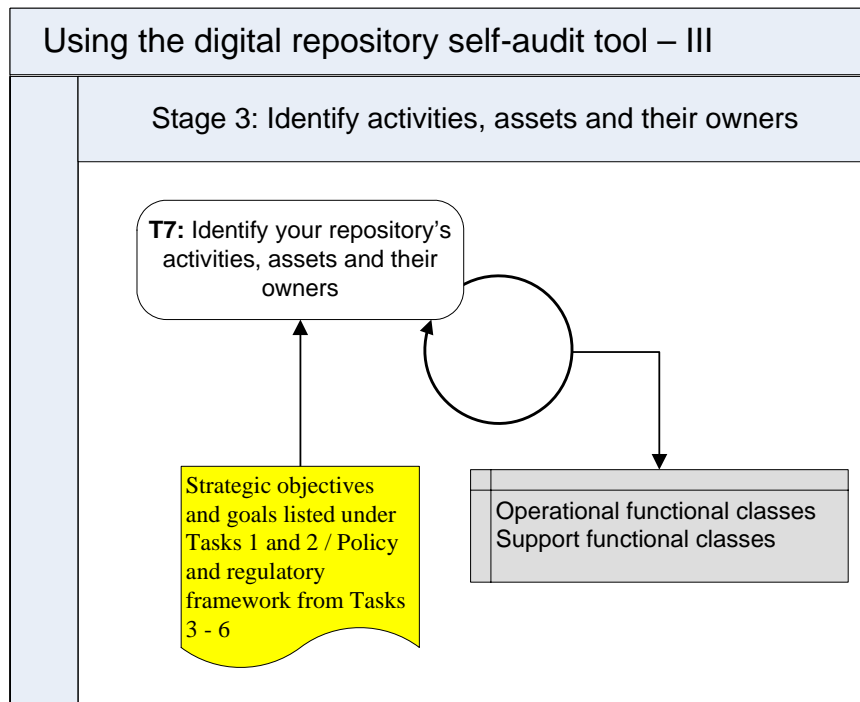 Using the digital repository self-audit tool – III
Stage 3: Identify activities, assets and their owners
T7: Identify your repository's
activities, assets and their
owners
Strategic objectives
and goals listed under
Tasks 1 and 2 / Policy
and regulatory
framework from Tasks
3 - 6
Operational functional classes
Support functional classes